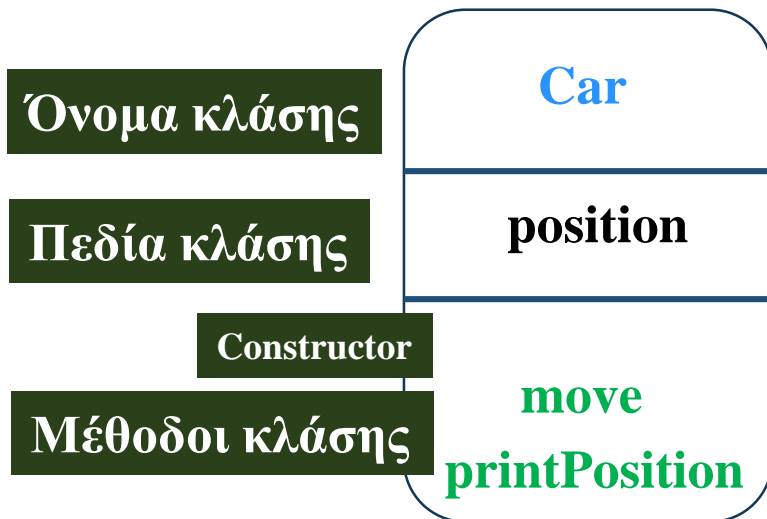 Όνομα κλάσης
Car
Πεδία κλάσης
position
Constructor
Μέθοδοι κλάσης
move
printPosition